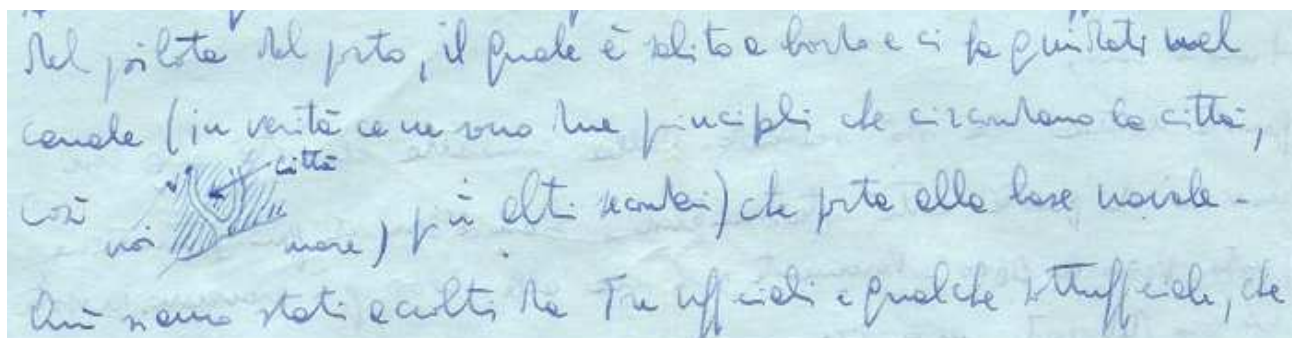 del pilota del porto, il quale è salito a bordo e ci ha guidati nel
canale (in verità ce ne sono due principali che circondano la città,
così noi città mare) più altri secondari) che porta alla base navale -
Qui siamo stati accolti da Tre ufficiali e qualche sottufficiale, che